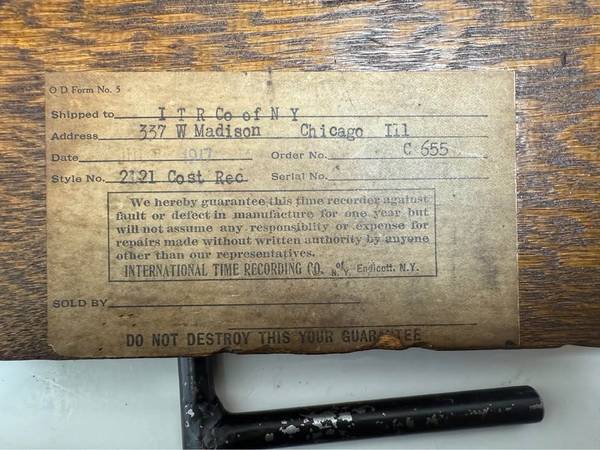 O D Form No. 5
Shipped to I T R Co of N Y
Address 337 W Madison Chicago Ill
Date 1917 Order No. C 655
Style No. 2121 Cost Rec Serial No.
We hereby guarantee this time recorder against
fault or defect in manufacture for one year but
will not assume any responsiblity or expense for
repairs made without written authority by anyone
other than our representatives.
INTERNATIONAL TIME RECORDING CO. of N. Y. Endicott, N.Y.
SOLD BY
DO NOT DESTROY THIS YOUR GUARANTEE